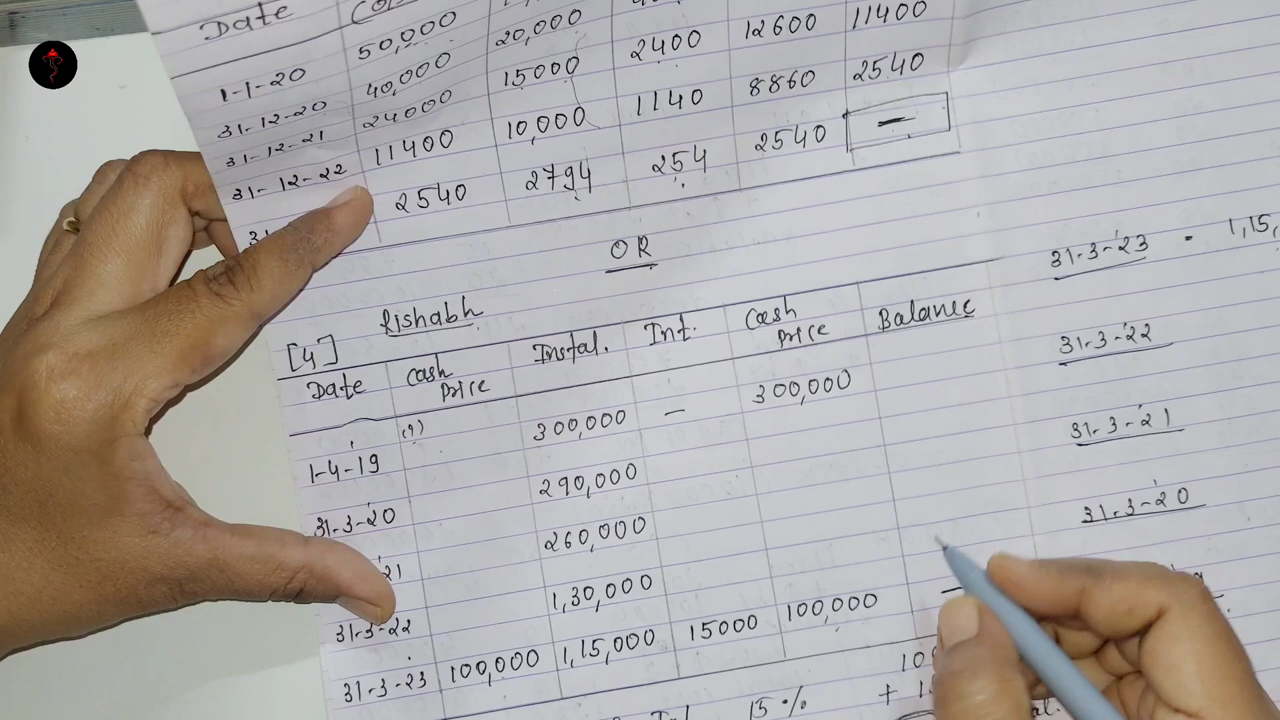 Date
1-1-20 50,000 20,000
31-12-20 40,000 15000 2400 12600 11400
31-12-21 24000 10,000 1140 8860 2540
31-12-22 11400 2794 254 2540 —
31 2540
OR
[4] Rishabh
Date Cash Price Instal. Int. Cash Price Balance
1-4-19 (?) 300,000 — 300,000
31-3-20 290,000
21 260,000
31-3-22 1,30,000
31-3-23 100,000 1,15,000 15000 100,000 —
Int 15% 
31-3-23 - 1,15,
31-3-22
31-3-21
31-3-20